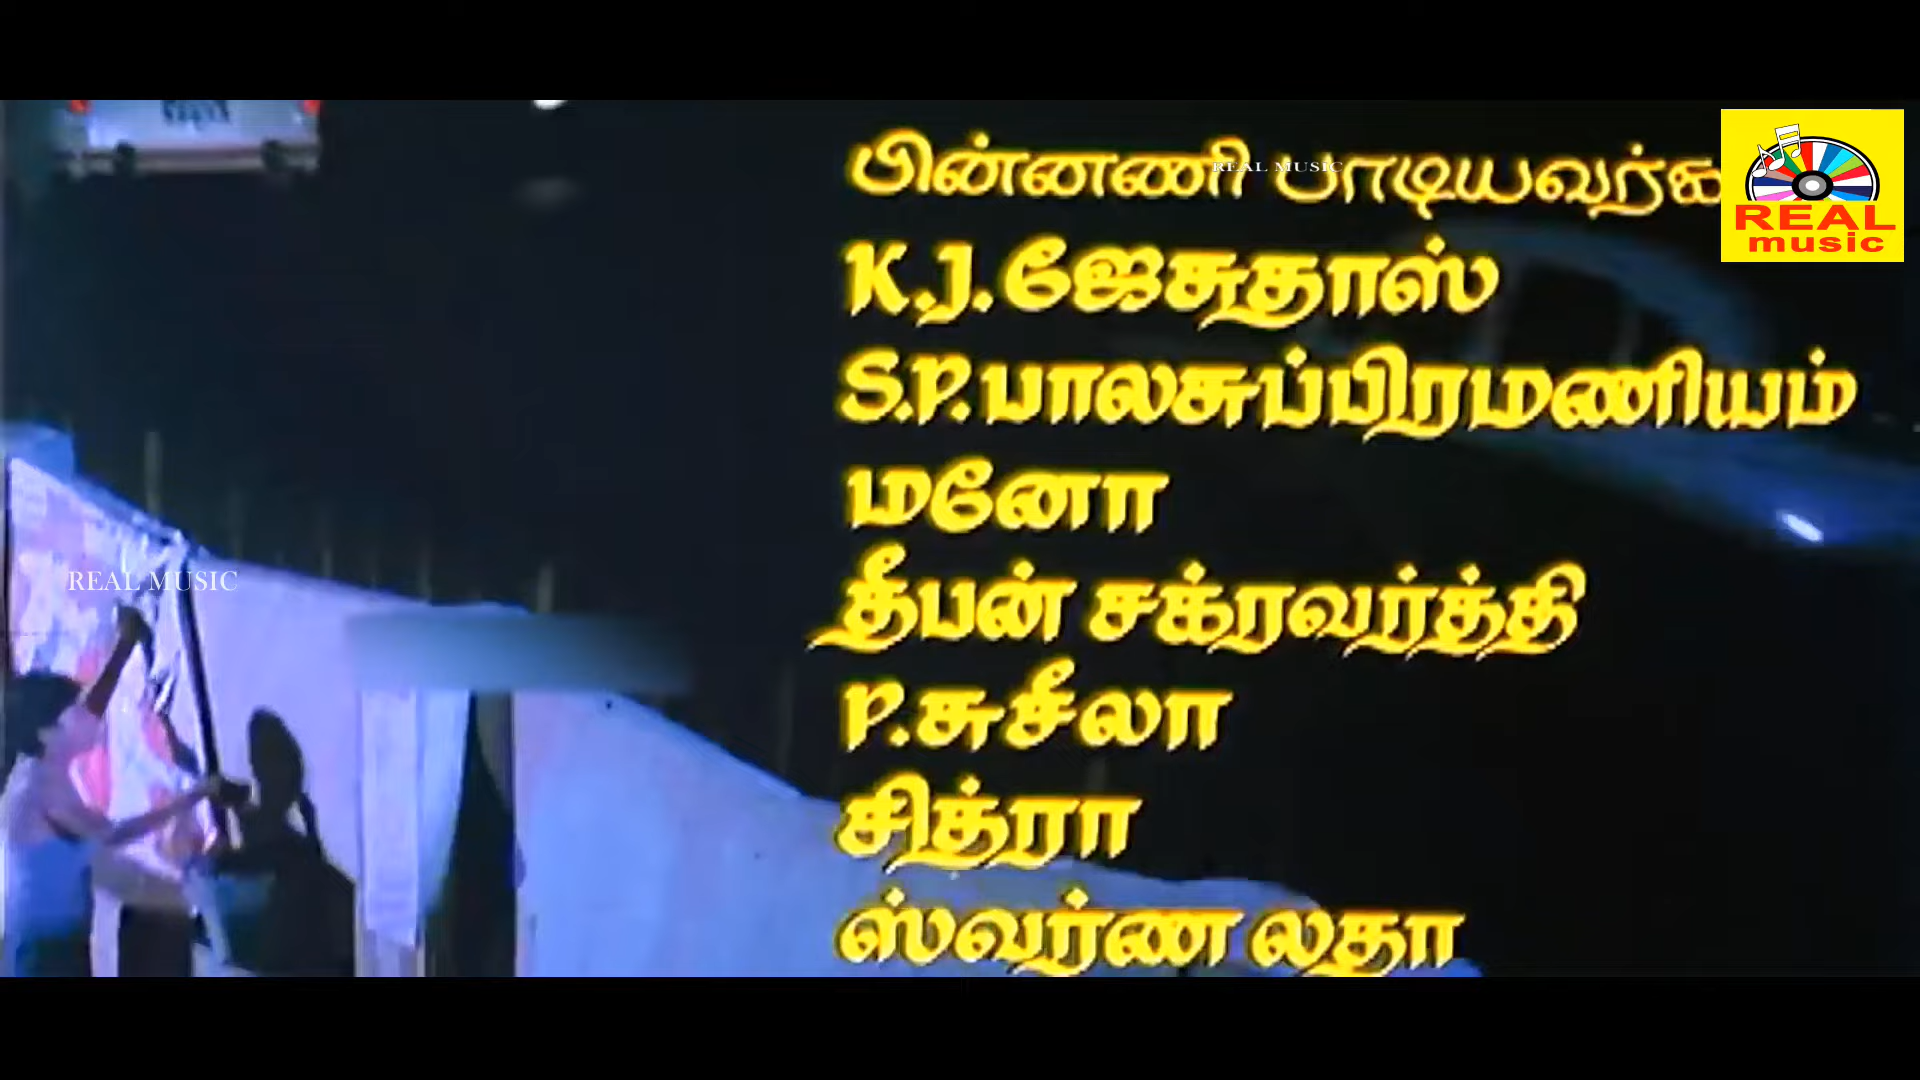 பின்னணி பாடியவர்க
REAL MUSIC
REAL
music
K.J.ஜேசுதாஸ்
S.P.பாலசுப்பிரமணியம்
மனோ
தீபன் சக்ரவர்த்தி
REAL MUSIC
P.சுசீலா
சித்ரா
ஸ்வர்ண லதா